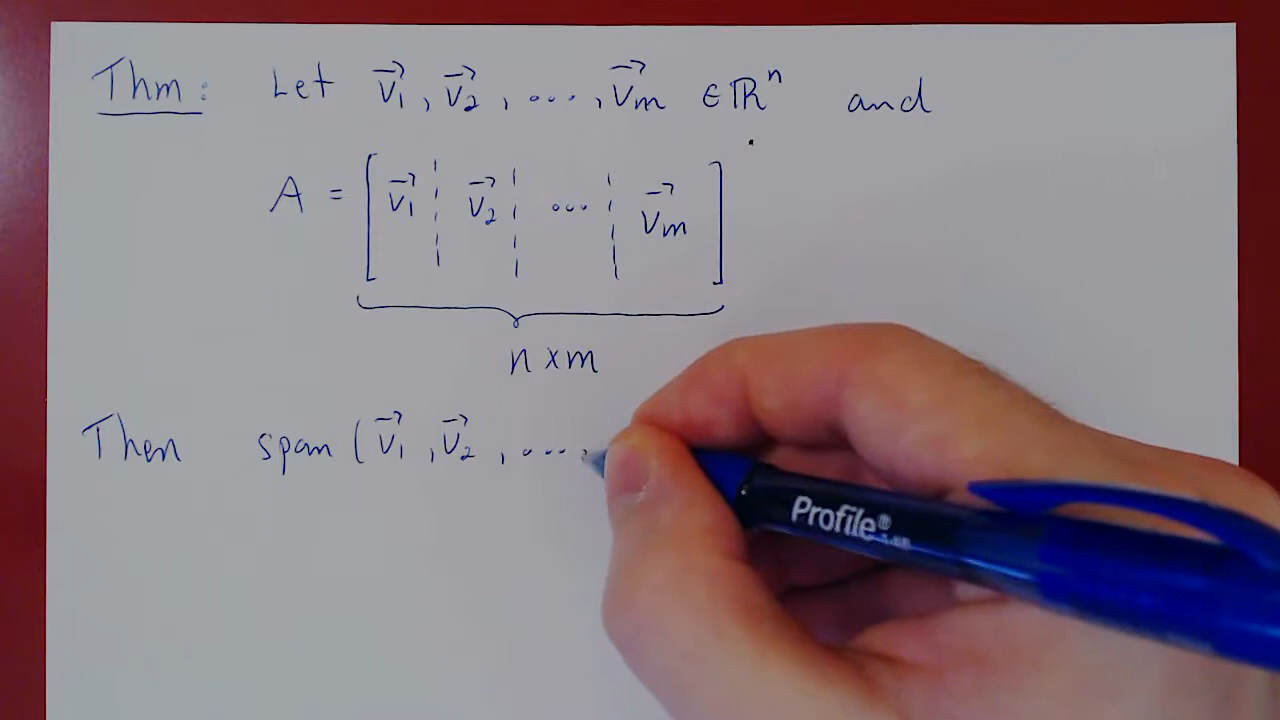 Thm: Let v⃗₁, v⃗₂, ..., v⃗ₘ ∈ ℝⁿ and
A = [ v⃗₁ ¦ v⃗₂ ¦ ... ¦ v⃗ₘ ]
n × m
Then span ( v⃗₁, v⃗₂, ...,
Profile®